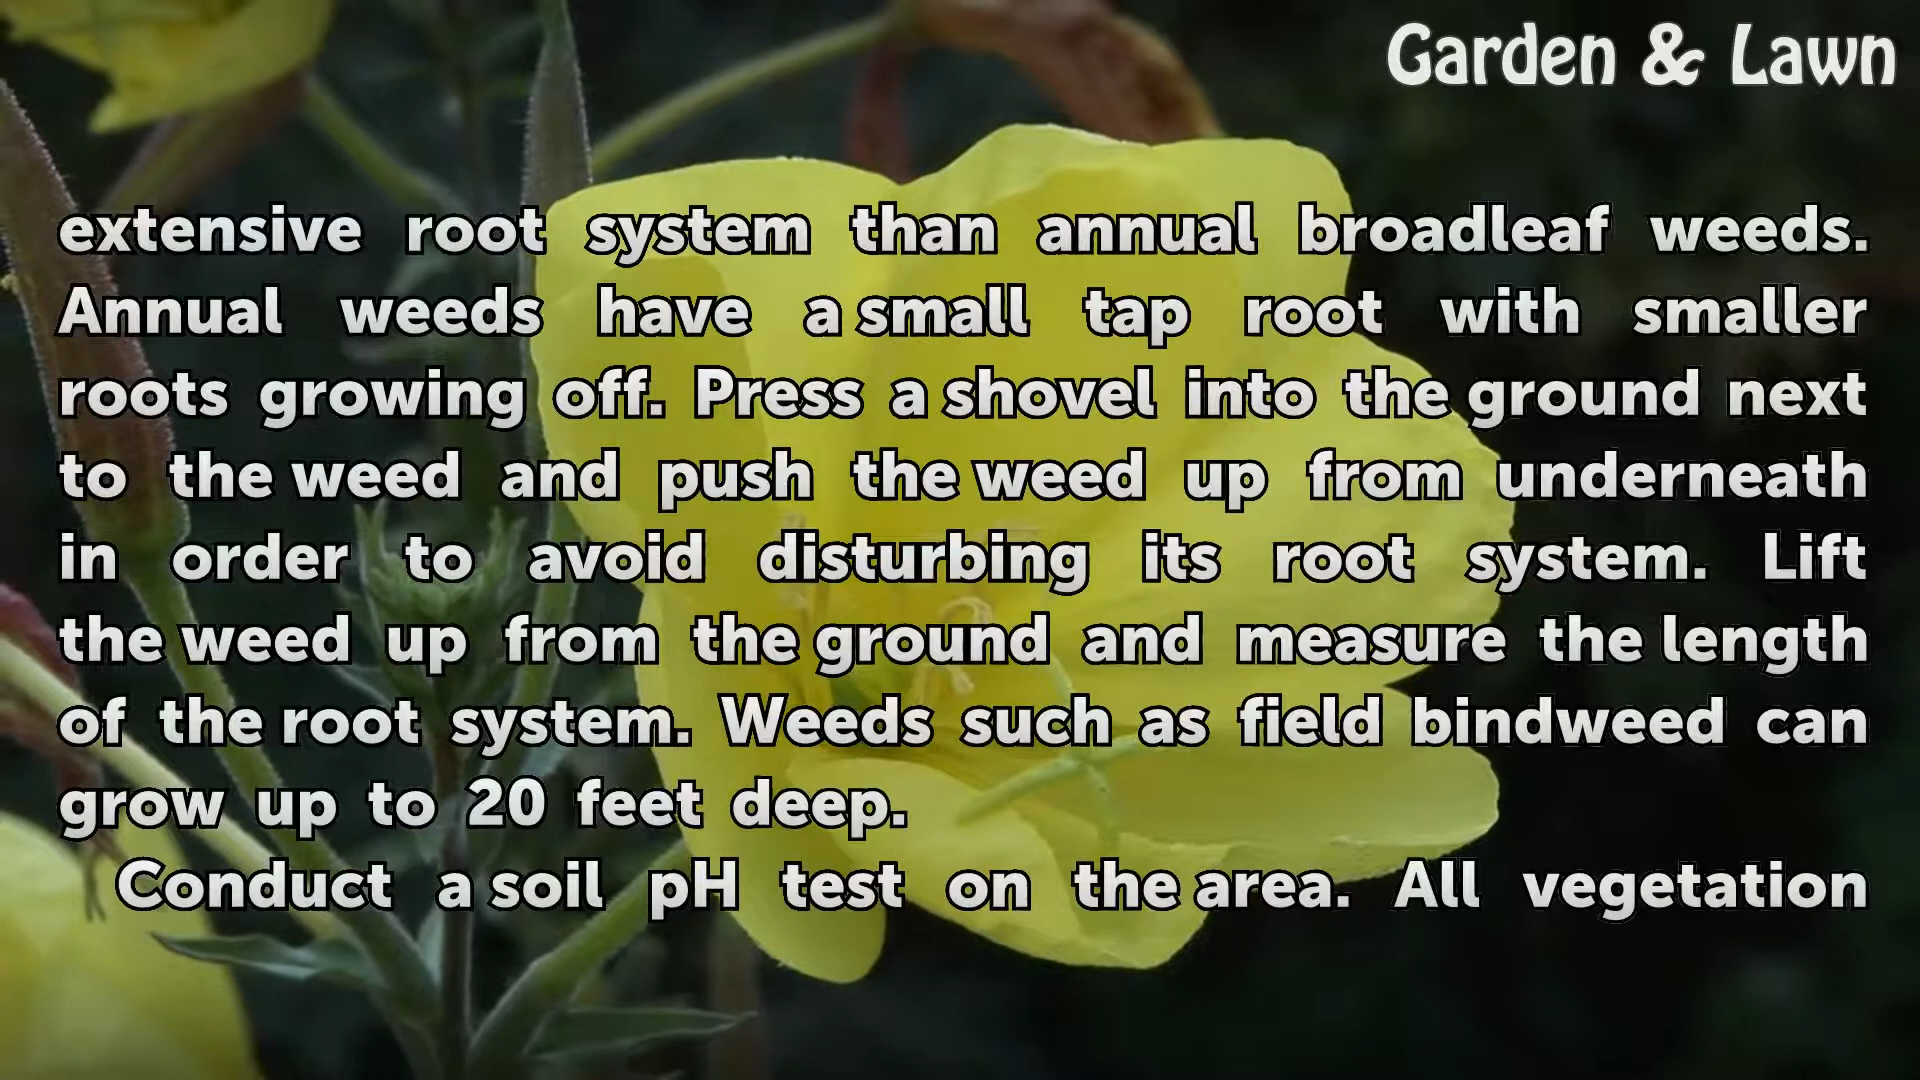 Garden & Lawn
extensive root system than annual broadleaf weeds.
Annual weeds have a small tap root with smaller
roots growing off. Press a shovel into the ground next
to the weed and push the weed up from underneath
in order to avoid disturbing its root system. Lift
the weed up from the ground and measure the length
of the root system. Weeds such as field bindweed can
grow up to 20 feet deep.
Conduct a soil pH test on the area. All vegetation